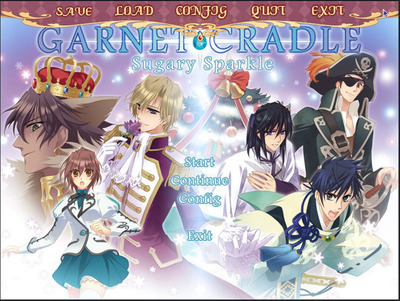 SAVE LOAD CONFIG QUIT EXIT
GARNET CRADLE
Sugary Sparkle
Start
Continue
Config
Exit